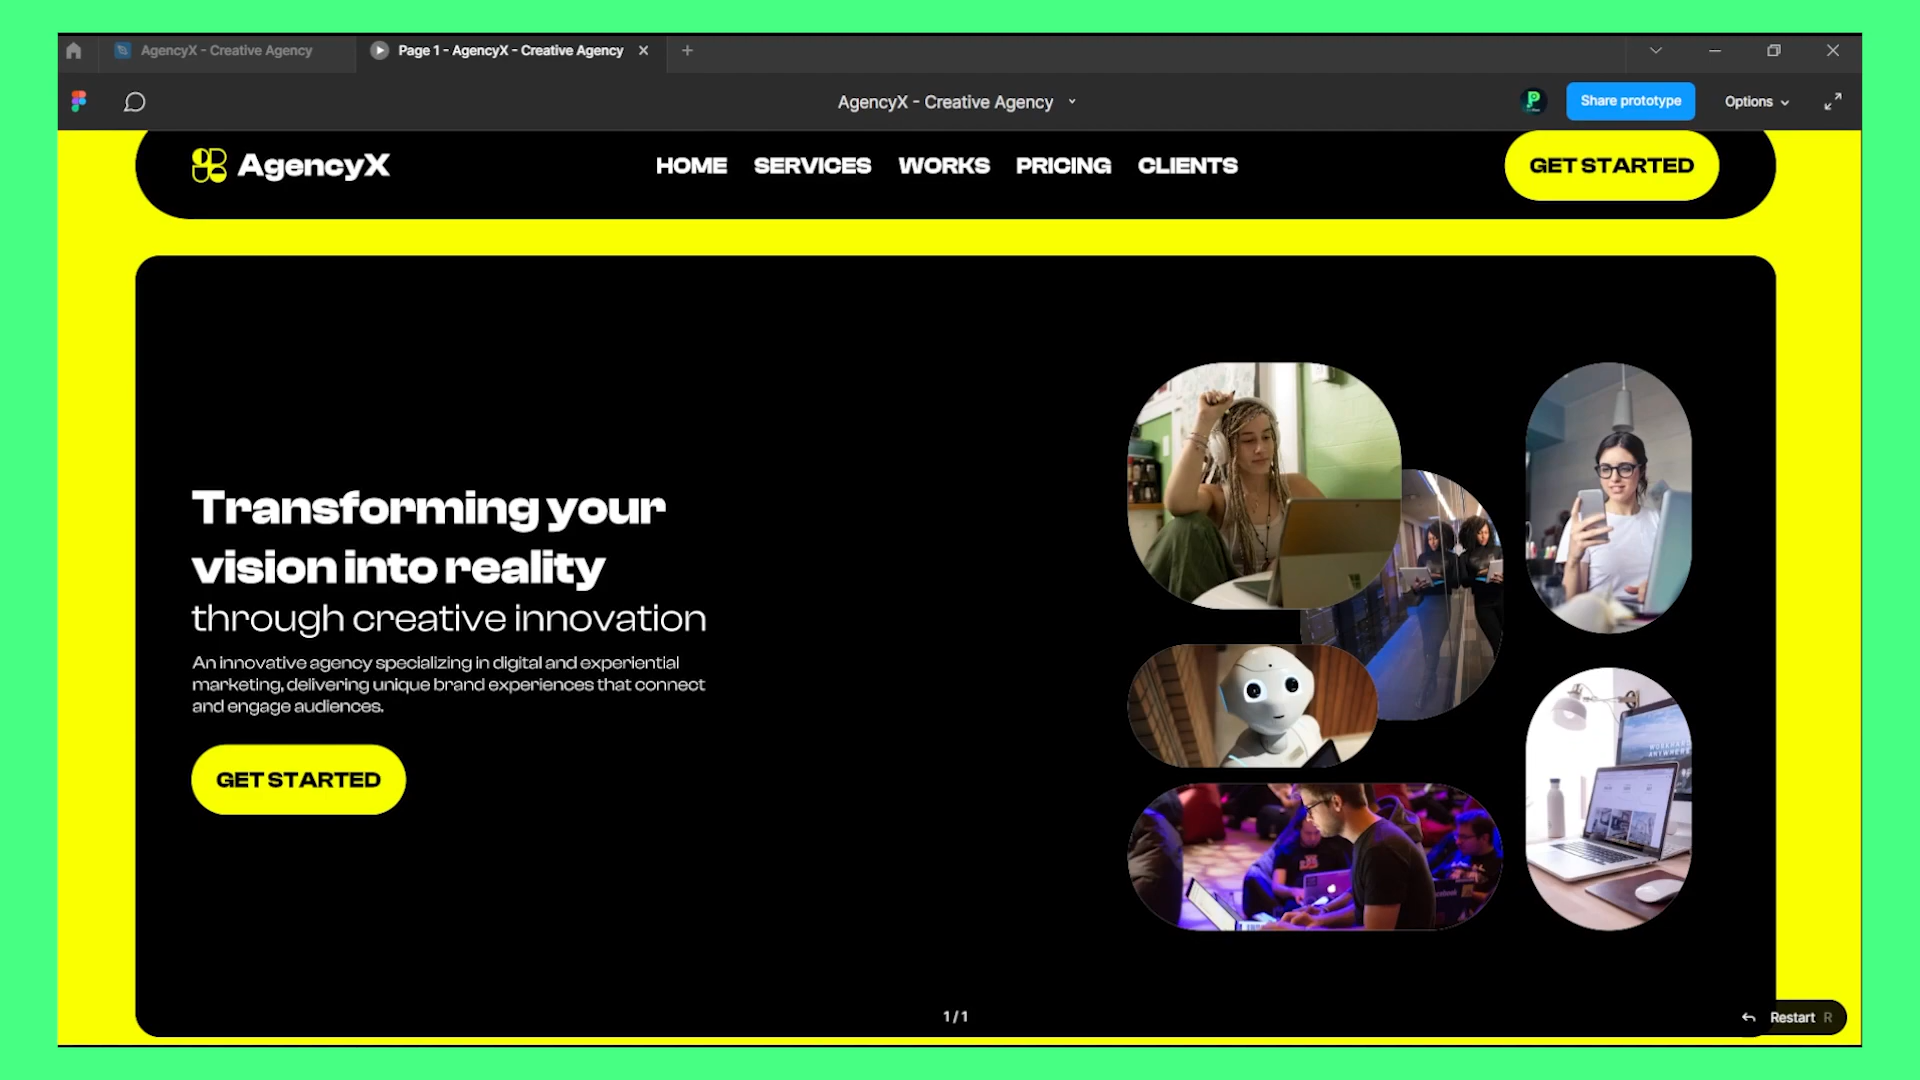 AgencyX - Creative Agency
Page 1 - AgencyX - Creative Agency
AgencyX - Creative Agency
Share prototype
Options
AgencyX
HOME SERVICES WORKS PRICING CLIENTS
GET STARTED
Transforming your
vision into reality
through creative innovation
An innovative agency specializing in digital and experiential
marketing, delivering unique brand experiences that connect
and engage audiences.
GET STARTED
1 / 1
Restart R